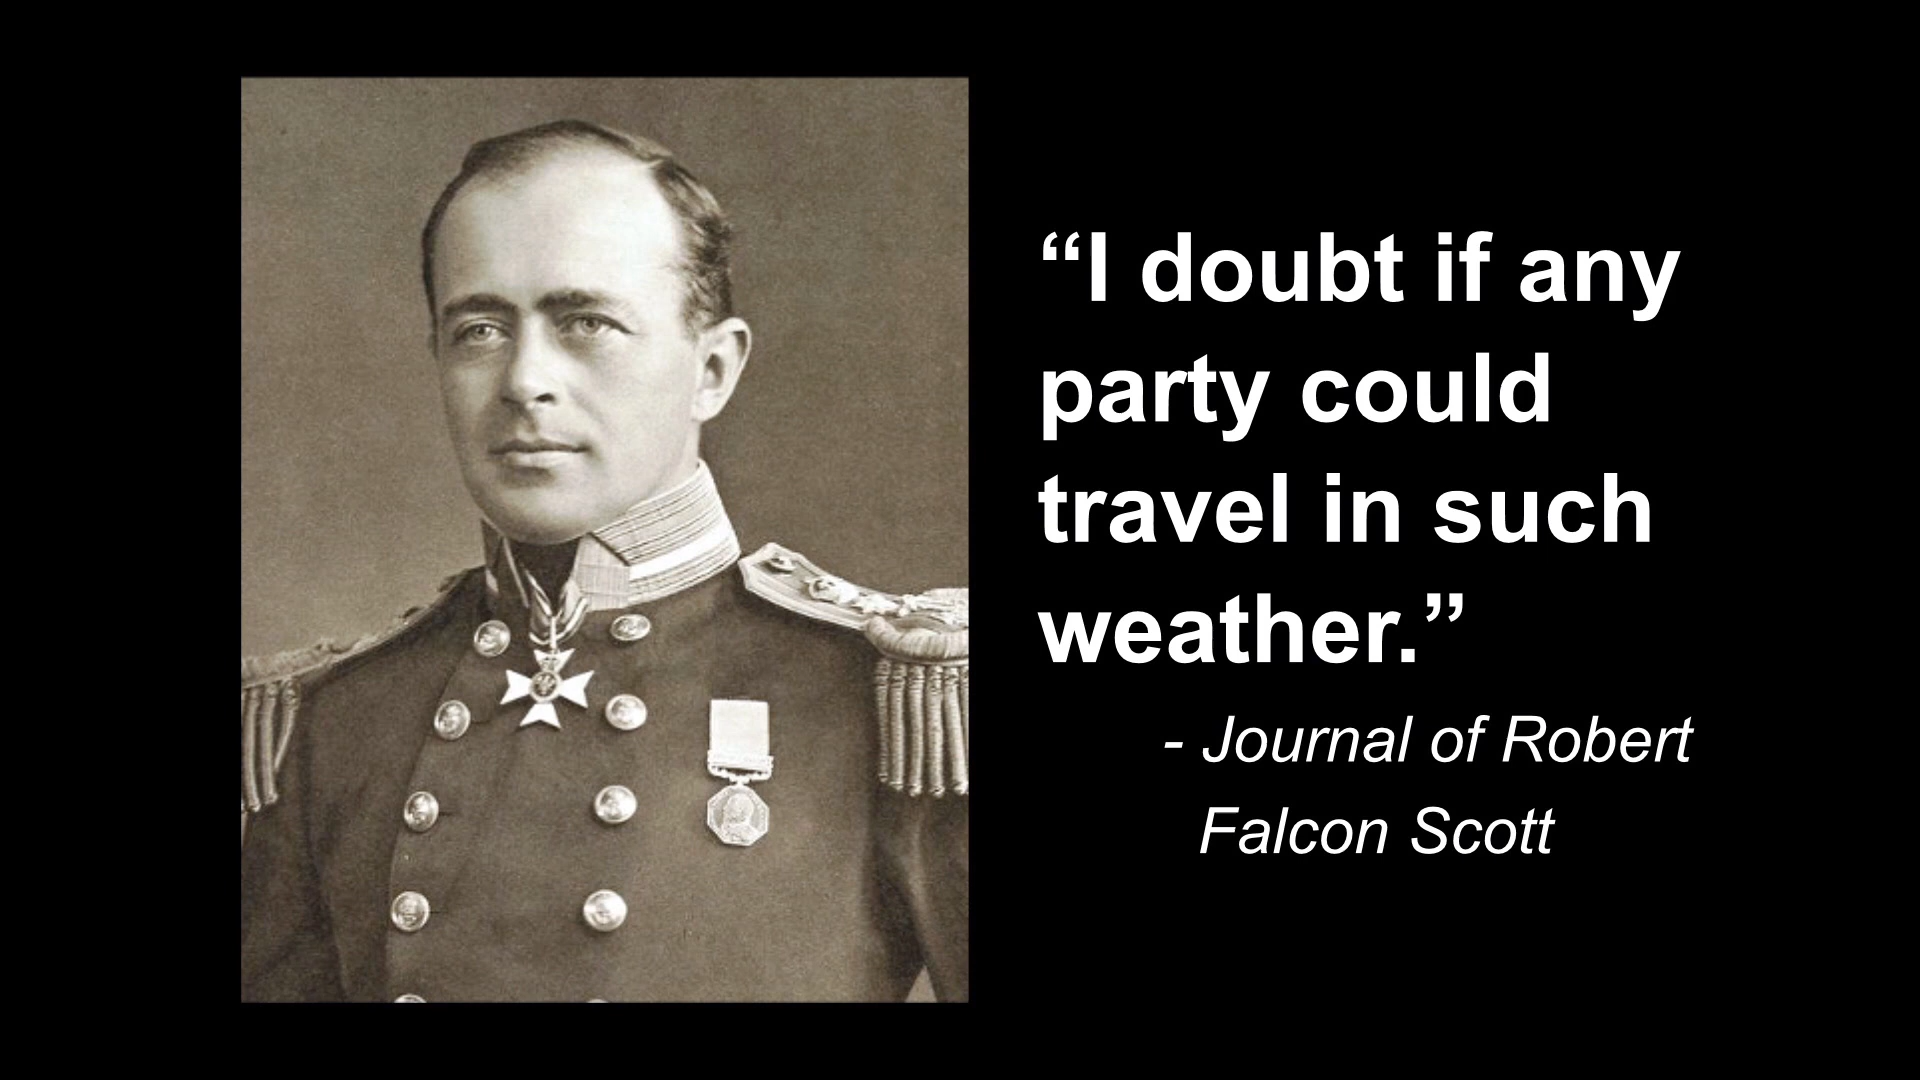 “I doubt if any
party could
travel in such
weather.”
- Journal of Robert
Falcon Scott